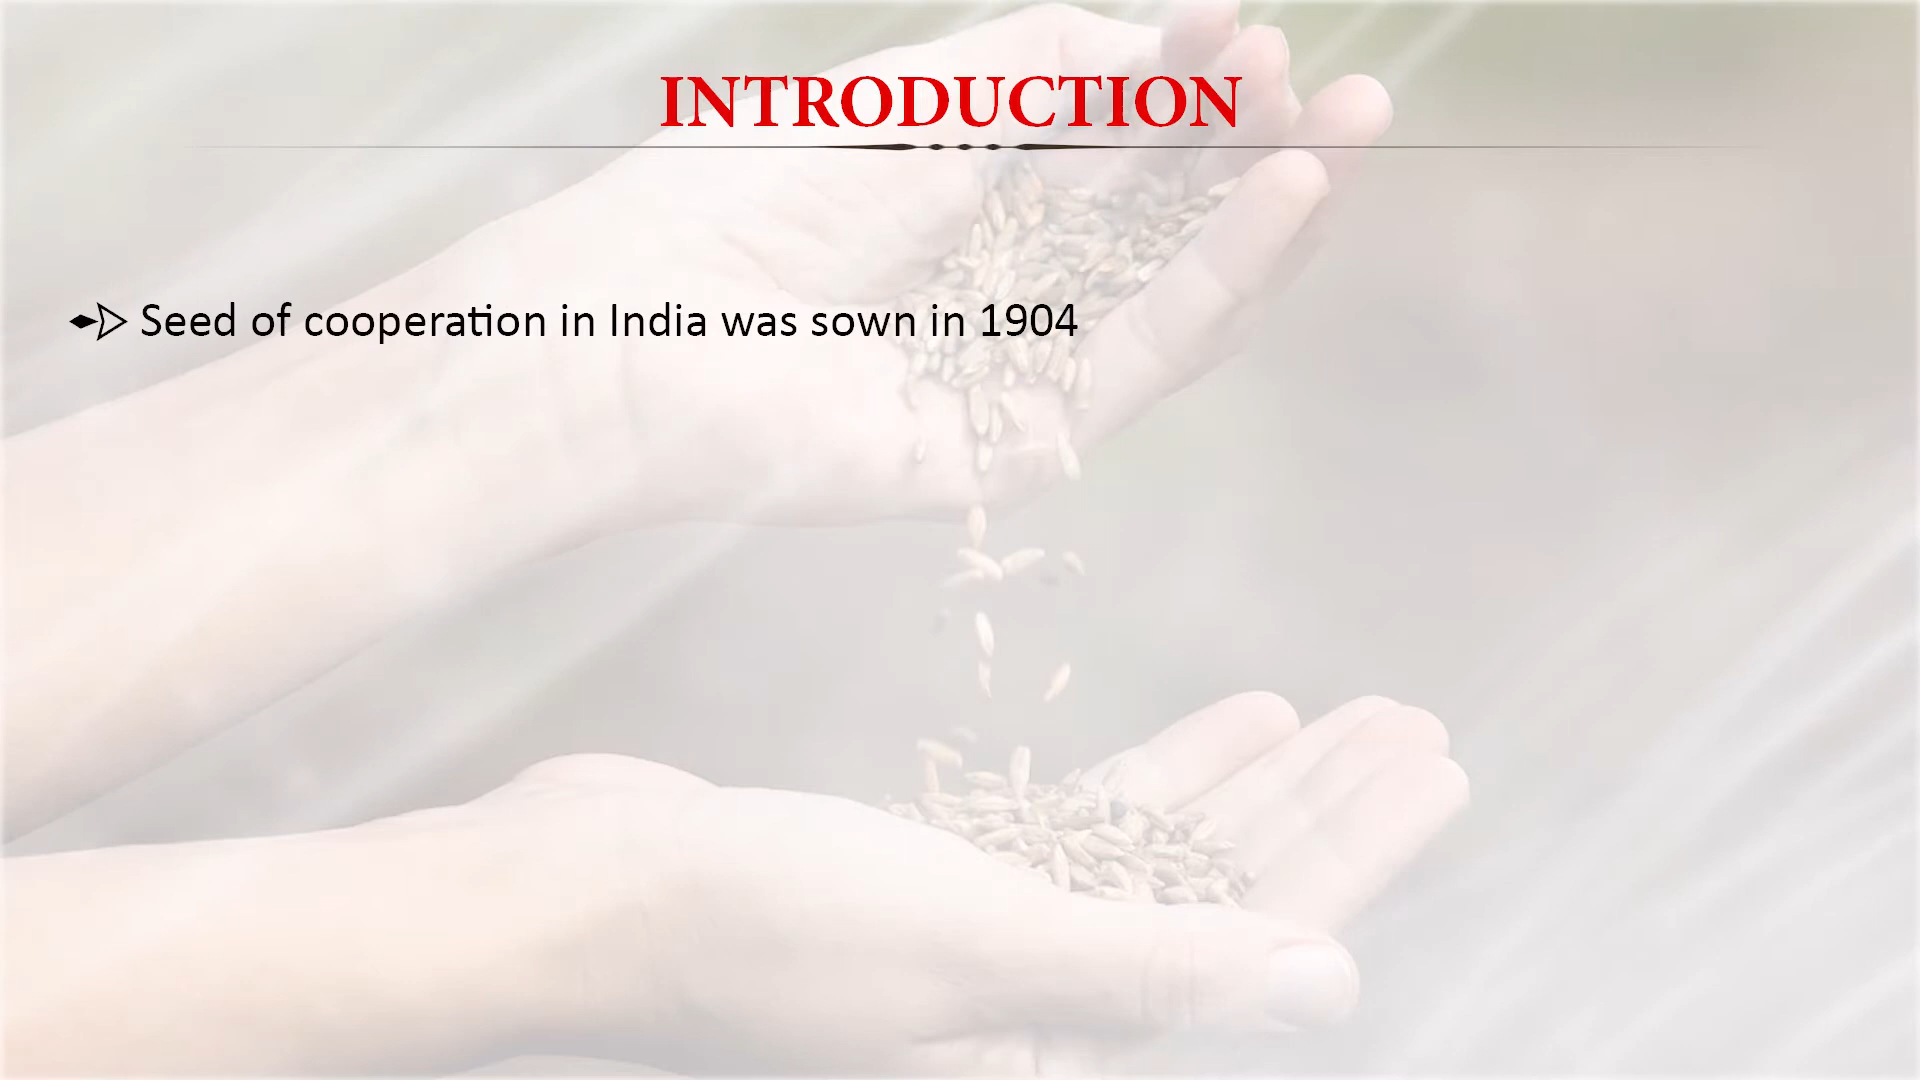 INTRODUCTION
Seed of cooperation in India was sown in 1904